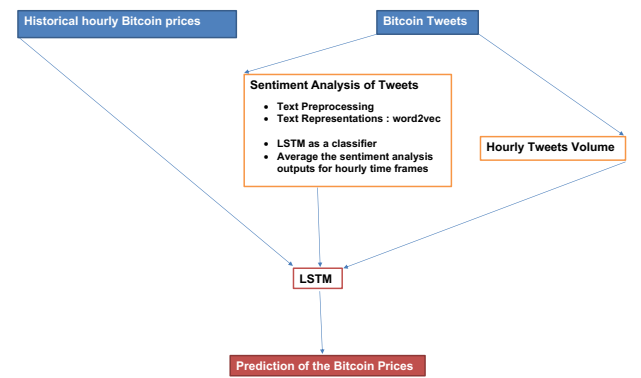 Historical hourly Bitcoin prices
Bitcoin Tweets
Sentiment Analysis of Tweets
• Text Preprocessing
• Text Representations : word2vec
• LSTM as a classifier
• Average the sentiment analysis
outputs for hourly time frames
Hourly Tweets Volume
LSTM
Prediction of the Bitcoin Prices